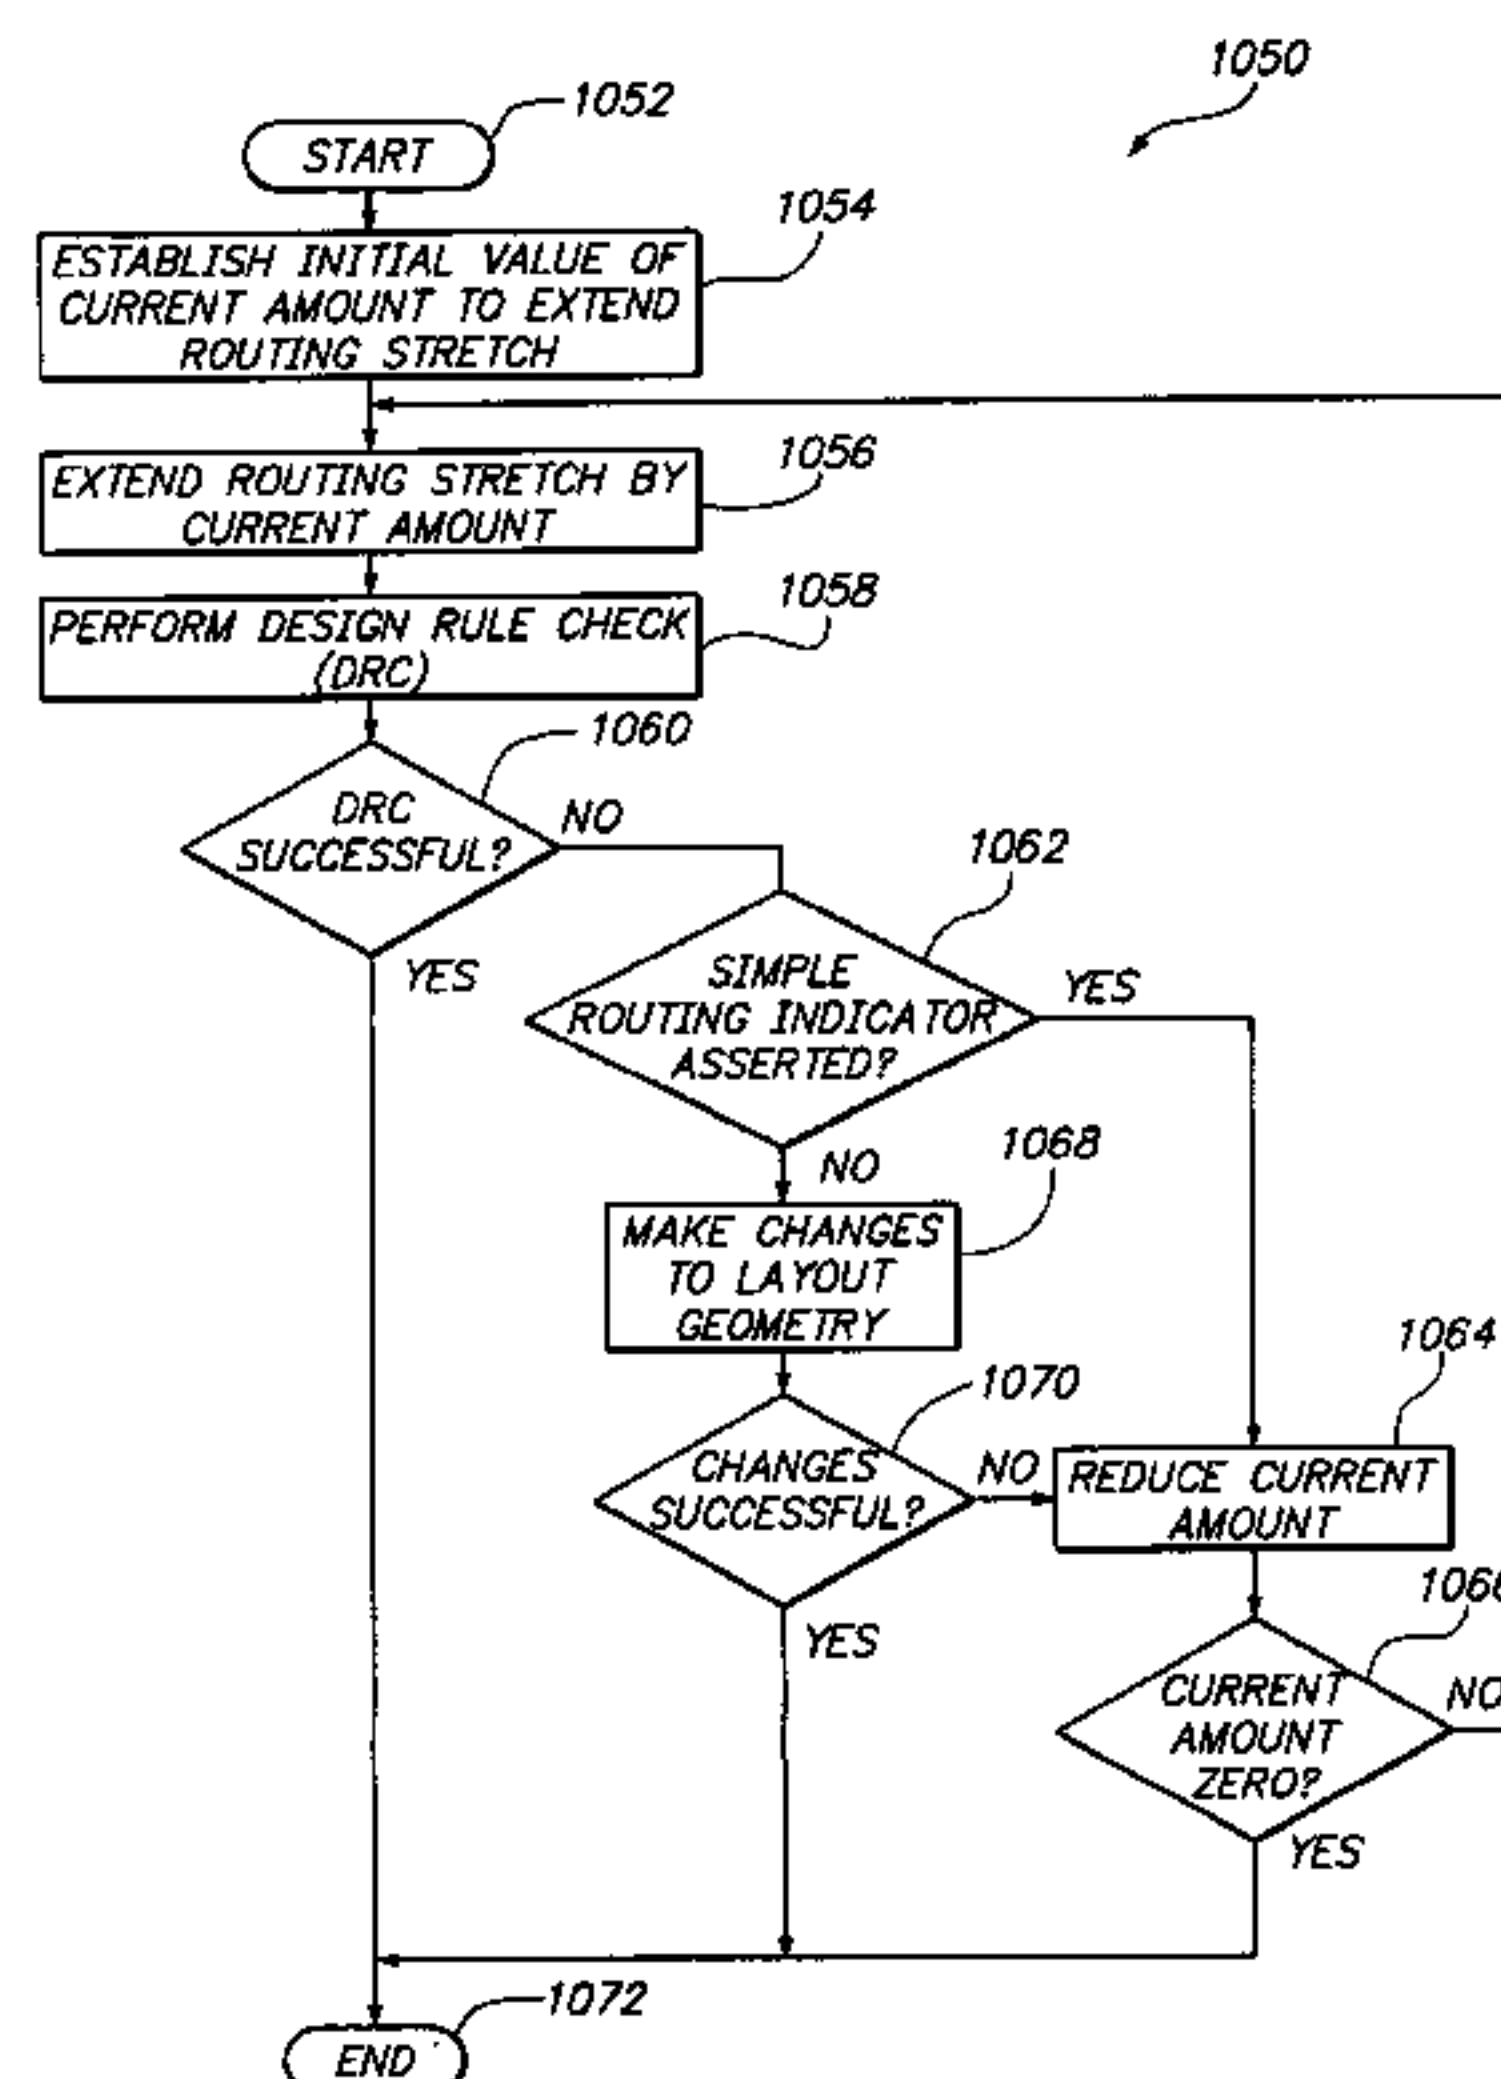 1050
1052
START
1054
ESTABLISH INITIAL VALUE OF
CURRENT AMOUNT TO EXTEND
ROUTING STRETCH
1056
EXTEND ROUTING STRETCH BY
CURRENT AMOUNT
1058
PERFORM DESIGN RULE CHECK
(DRC)
1060
DRC
SUCCESSFUL?
NO
YES
1062
SIMPLE
ROUTING INDICATOR
ASSERTED?
YES
NO
1068
MAKE CHANGES
TO LAYOUT
GEOMETRY
1070
CHANGES
SUCCESSFUL?
NO
YES
1064
REDUCE CURRENT
AMOUNT
CURRENT
AMOUNT
ZERO?
NO
YES
1072
END